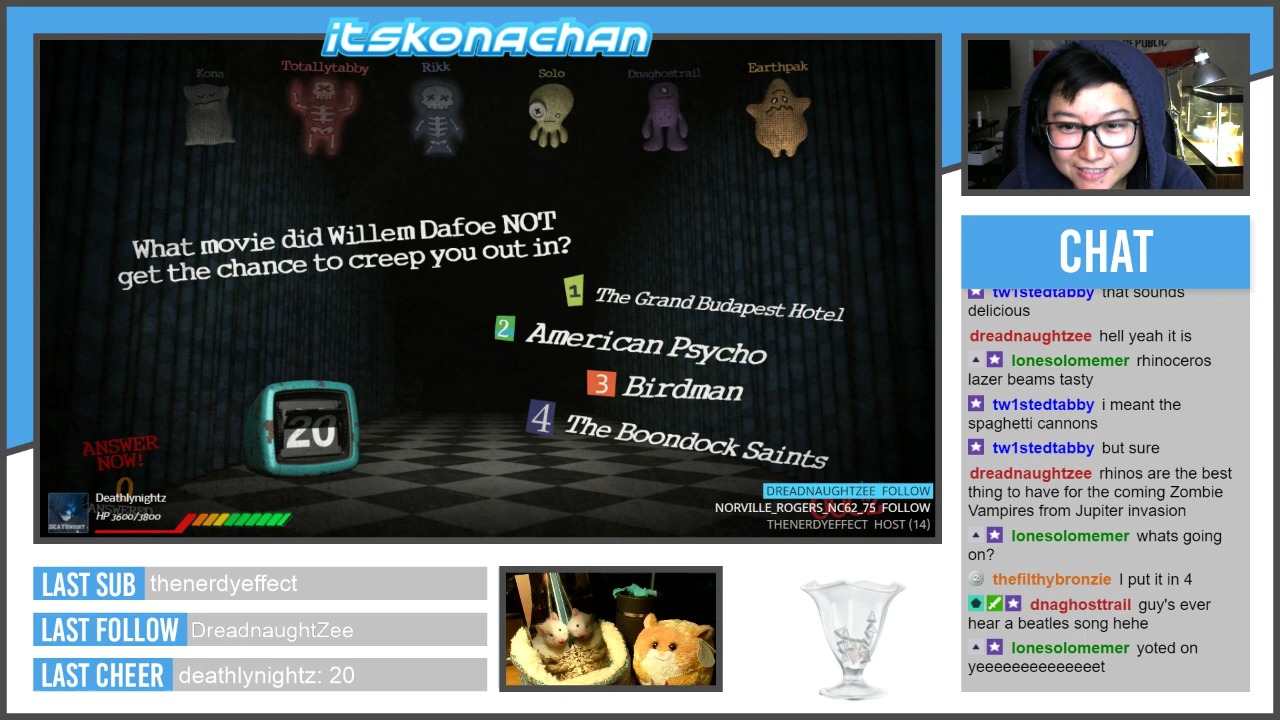 itskonachan
Kona
Totallytabby
Rikk
Solo
Dnaghostrail
Earthpak
What movie did Willem Dafoe NOT
get the chance to creep you out in?
1 The Grand Budapest Hotel
2 American Psycho
3 Birdman
4 The Boondock Saints
20
ANSWER
NOW!
0
ANSWERED
Deathlynightz
HP 3600/3800
DREADNAUGHTZEE FOLLOW
NORVILLE_ROGERS_NC62_75 FOLLOW
THENERDYEFFECT HOST (14)
REPUBLIC
CHAT
tw1stedtabby that sounds
delicious
dreadnaughtzee hell yeah it is
lonesolomemer rhinoceros
lazer beams tasty
tw1stedtabby i meant the
spaghetti cannons
tw1stedtabby but sure
dreadnaughtzee rhinos are the best
thing to have for the coming Zombie
Vampires from Jupiter invasion
lonesolomemer whats going
on?
thefilthybronzie I put it in 4
dnaghosttrail guy's ever
hear a beatles song hehe
lonesolomemer yoted on
yeeeeeeeeeeeeeet
LAST SUB thenerdyeffect
LAST FOLLOW DreadnaughtZee
LAST CHEER deathlynightz: 20